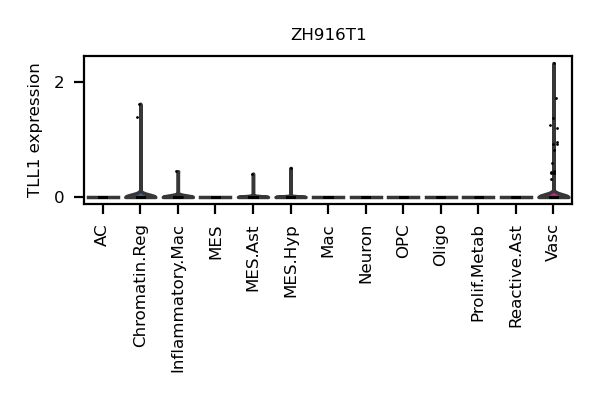 ZH916T1
TLL1 expression
2
0
AC
Chromatin.Reg
Inflammatory.Mac
MES
MES.Ast
MES.Hyp
Mac
Neuron
OPC
Oligo
Prolif.Metab
Reactive.Ast
Vasc